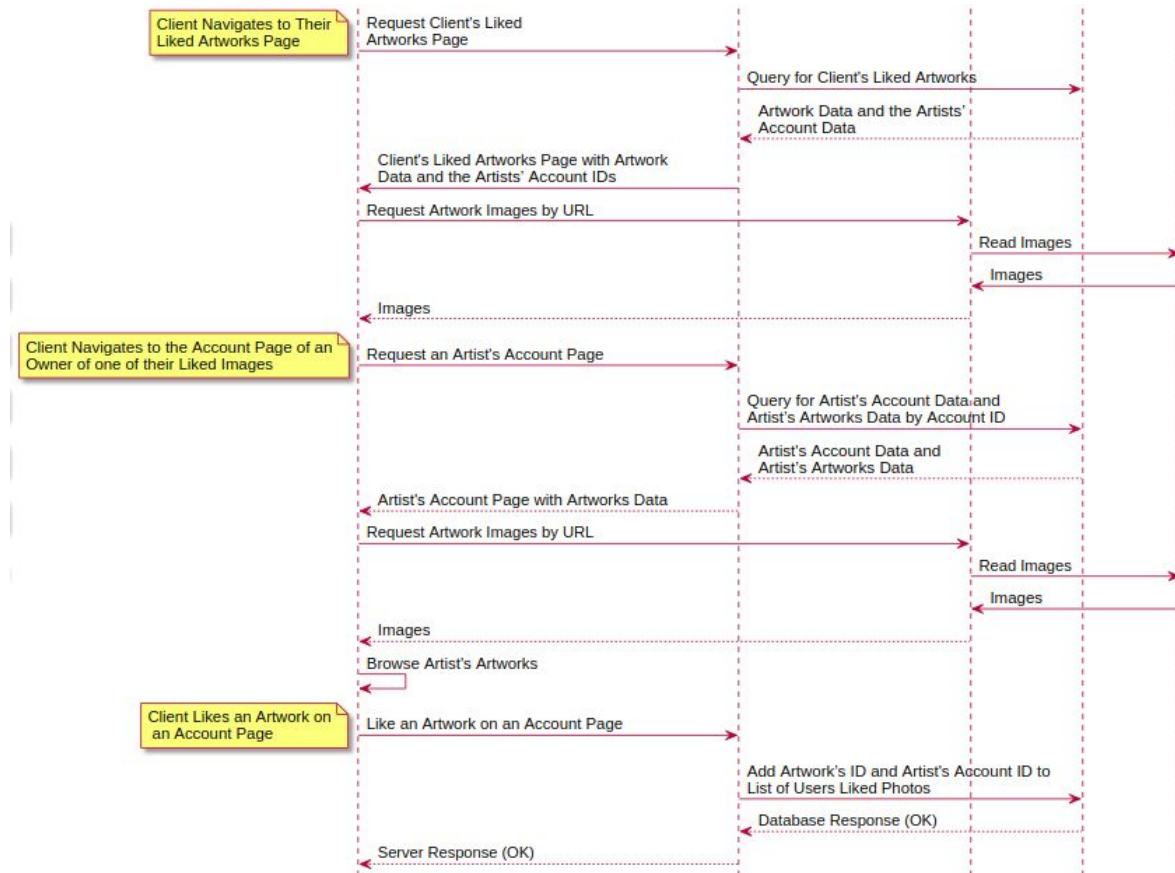 Client Navigates to Their
Liked Artworks Page
Request Client's Liked
Artworks Page
Query for Client's Liked Artworks
Artwork Data and the Artists’
Account Data
Client's Liked Artworks Page with Artwork
Data and the Artists’ Account IDs
Request Artwork Images by URL
Read Images
Images
Images
Client Navigates to the Account Page of an
Owner of one of their Liked Images
Request an Artist's Account Page
Query for Artist's Account Data and
Artist’s Artworks Data by Account ID
Artist's Account Data and
Artist’s Artworks Data
Artist's Account Page with Artworks Data
Request Artwork Images by URL
Read Images
Images
Images
Browse Artist's Artworks
Client Likes an Artwork on
an Account Page
Like an Artwork on an Account Page
Add Artwork’s ID and Artist's Account ID to
List of Users Liked Photos
Database Response (OK)
Server Response (OK)